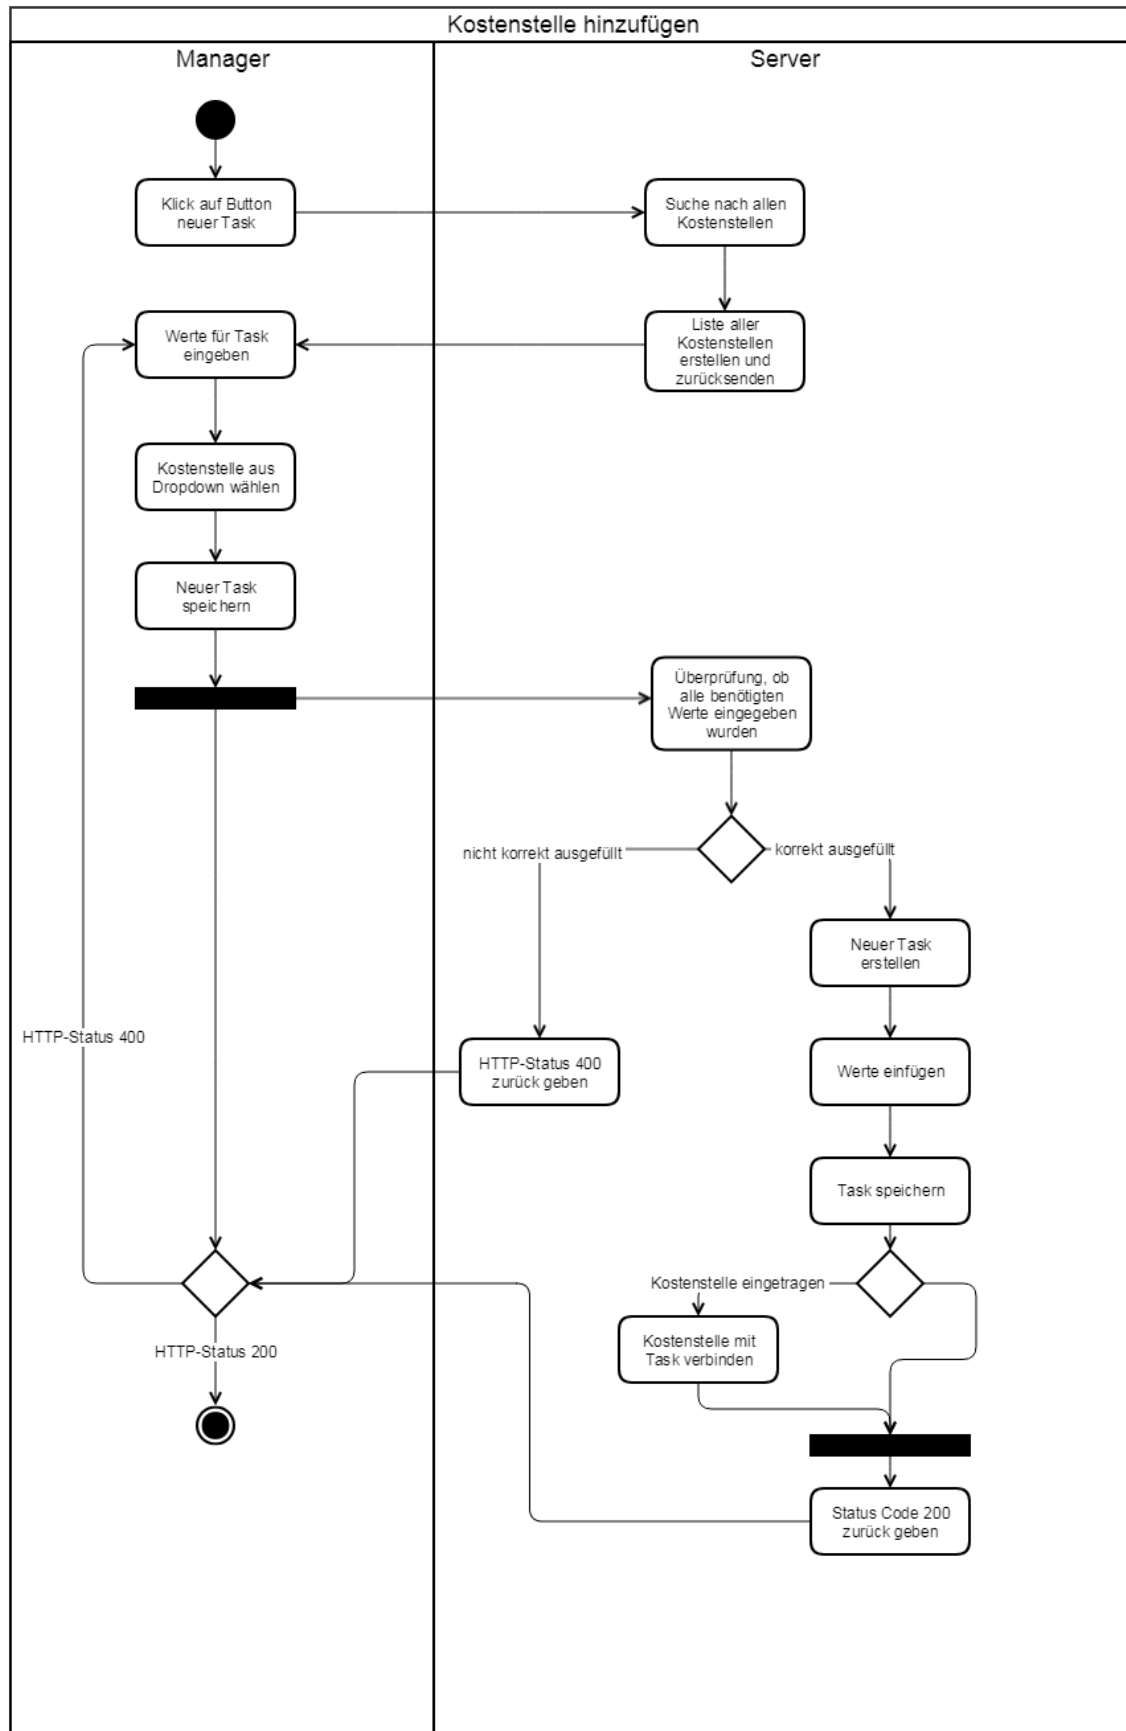 Kostenstelle hinzufügen
Manager
Server
Klick auf Button
neuer Task
Suche nach allen
Kostenstellen
Werte für Task
eingeben
Liste aller
Kostenstellen
erstellen und
zurücksenden
Kostenstelle aus
Dropdown wählen
Neuer Task
speichern
Überprüfung, ob
alle benötigten
Werte eingegeben
wurden
nicht korrekt ausgefüllt
korrekt ausgefüllt
Neuer Task
erstellen
HTTP-Status 400
HTTP-Status 400
zurück geben
Werte einfügen
Task speichern
Kostenstelle eingetragen
Kostenstelle mit
Task verbinden
HTTP-Status 200
Status Code 200
zurück geben